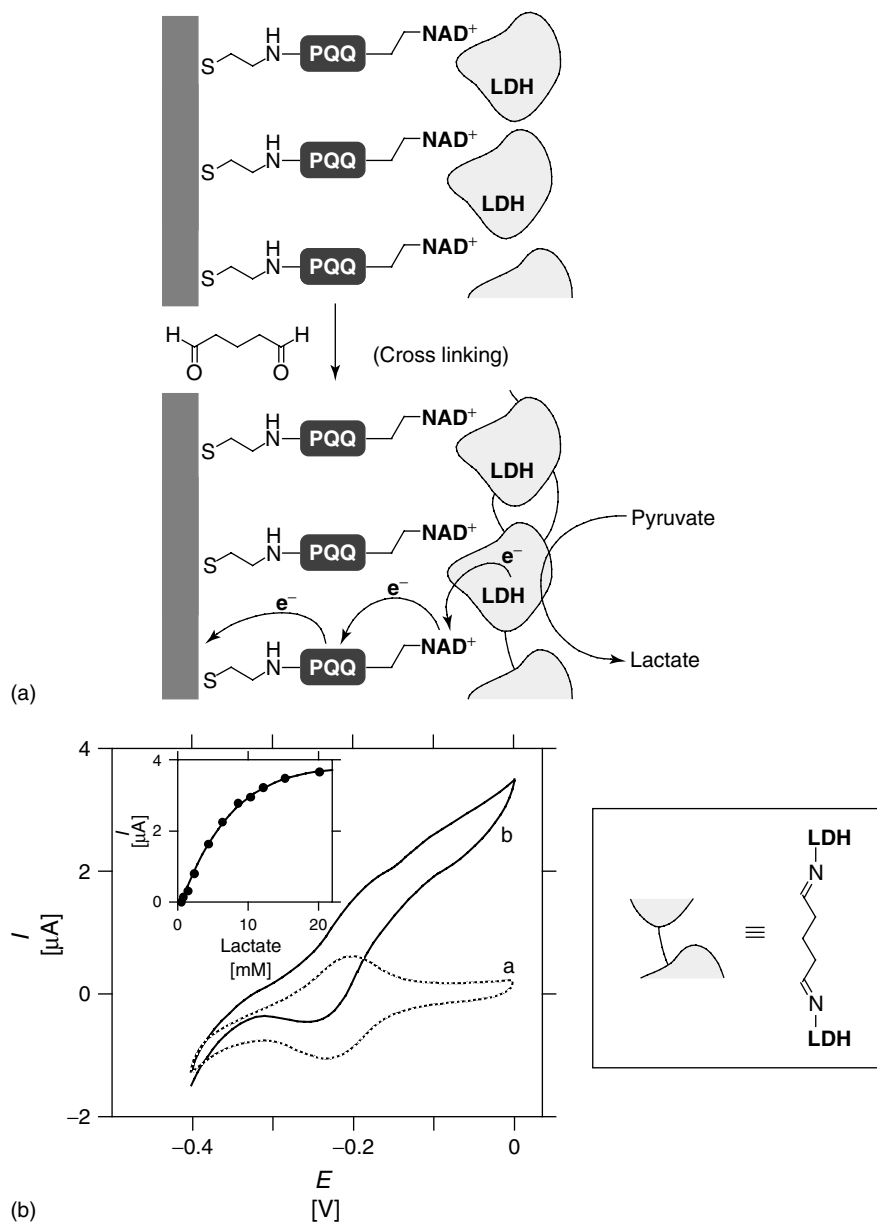 H
S N PQQ NAD⁺
LDH
H
S N PQQ NAD⁺
LDH
H
S N PQQ NAD⁺
H H
O O
(Cross linking)
H
S N PQQ NAD⁺
LDH
Pyruvate
H
S N PQQ NAD⁺
e⁻
LDH
e⁻ e⁻
H
S N PQQ NAD⁺
Lactate
(a)
4
4
2
0
I
[μA]
0 10 20
Lactate
[mM]
b
a
2
0
−2
I
[μA]
−0.4 −0.2 0
E
[V]
LDH
N
≡
N
LDH
(b)